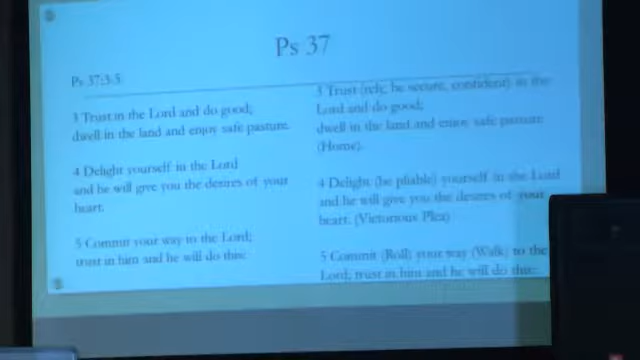 Ps 37
Ps 37:3-5
3 Trust in the Lord and do good;
dwell in the land and enjoy safe pasture.
4 Delight yourself in the Lord
and he will give you the desires of your
heart.
5 Commit your way to the Lord;
trust in him and he will do this:
3 Trust (rely, be secure, confident) in the
Lord and do good;
dwell in the land and enjoy safe pasture
(Home).
4 Delight (be pliable) yourself in the Lord
and he will give you the desires of your
heart. (Victorious Plea)
5 Commit (Roll) your way (Walk) to the
Lord; trust in him and he will do this: